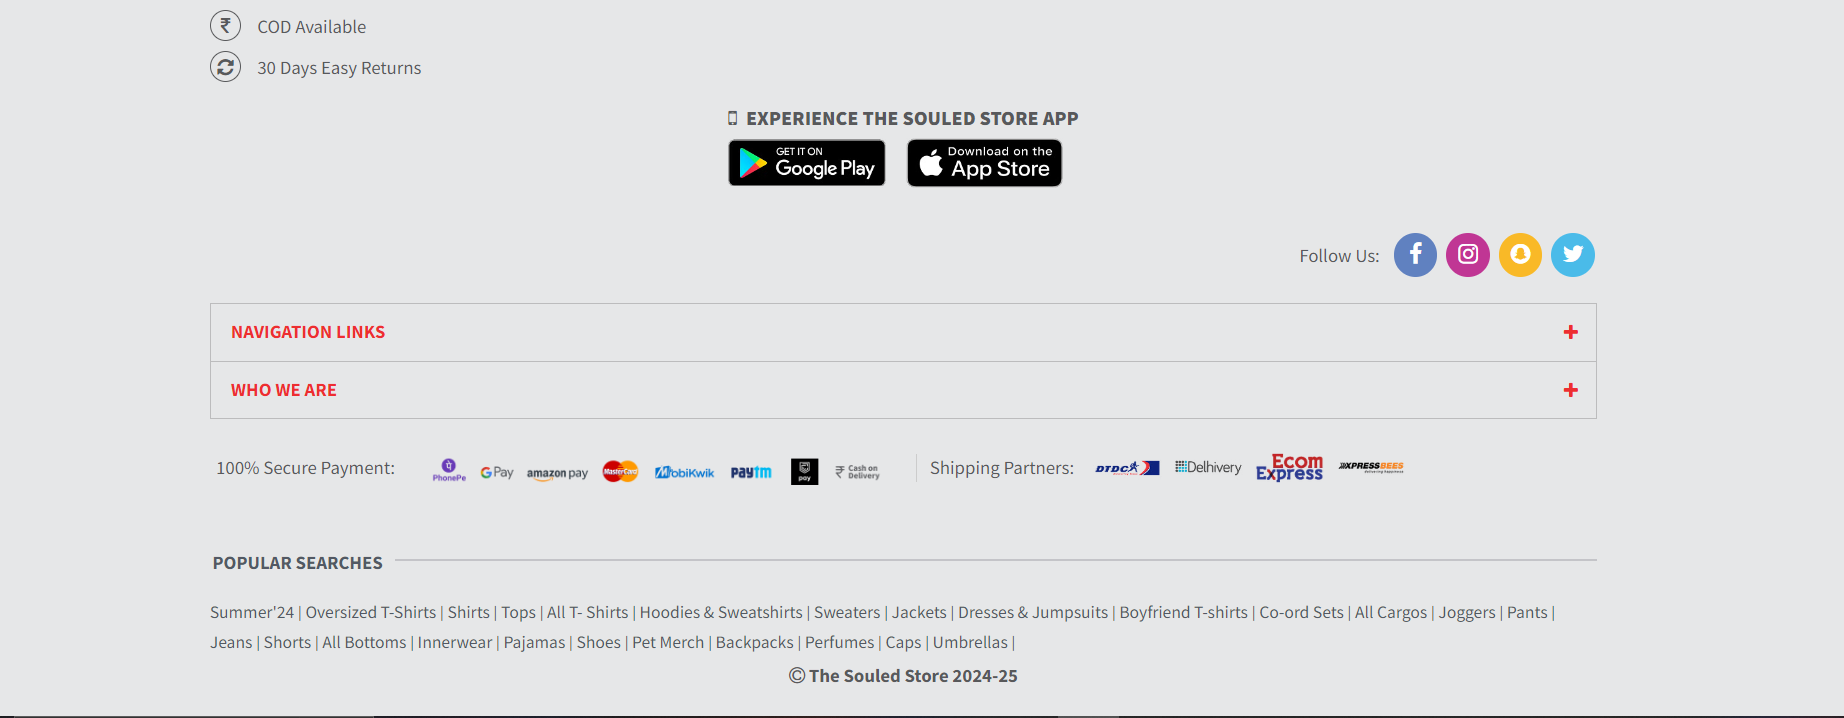 COD Available
30 Days Easy Returns
EXPERIENCE THE SOULED STORE APP
GET IT ON
Google Play
Download on the
App Store
Follow Us:
NAVIGATION LINKS +
WHO WE ARE +
100% Secure Payment: PhonePe G Pay amazon pay MasterCard MobiKwik paytm pay ₹ Cash on Delivery
Shipping Partners: DTDC Delhivery Ecom Express XPRESSBEES
POPULAR SEARCHES
Summer'24 | Oversized T-Shirts | Shirts | Tops | All T- Shirts | Hoodies & Sweatshirts | Sweaters | Jackets | Dresses & Jumpsuits | Boyfriend T-shirts | Co-ord Sets | All Cargos | Joggers | Pants |
Jeans | Shorts | All Bottoms | Innerwear | Pajamas | Shoes | Pet Merch | Backpacks | Perfumes | Caps | Umbrellas |
© The Souled Store 2024-25